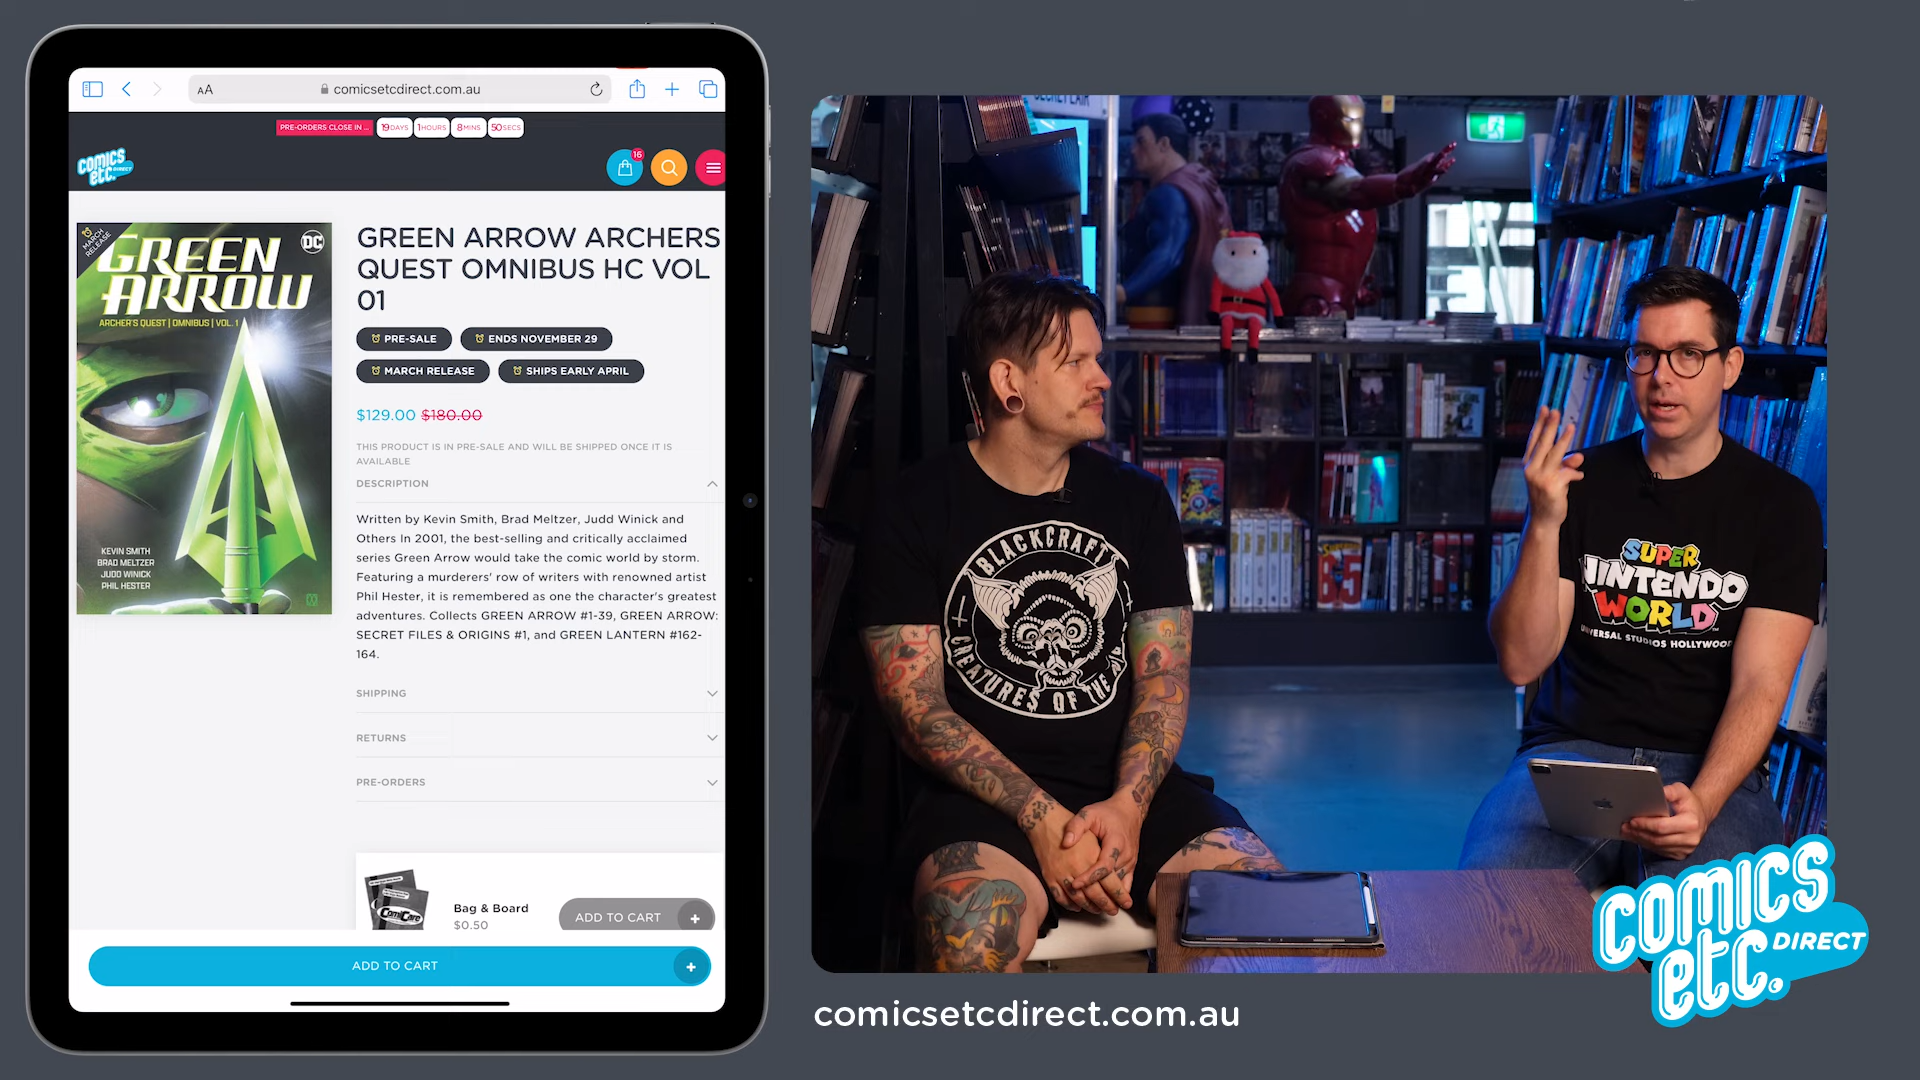 AA comicsetcdirect.com.au
PRE-ORDERS CLOSE IN ... 19 DAYS 1 HOURS 8 MINS 50 SECS
COMICS etc. DIRECT
16
MARCH RELEASE
GREEN ARROW
DC
ARCHER'S QUEST | OMNIBUS | VOL. 1
KEVIN SMITH
BRAD MELTZER
JUDD WINICK
PHIL HESTER
GREEN ARROW ARCHERS
QUEST OMNIBUS HC VOL
01
PRE-SALE ENDS NOVEMBER 29
MARCH RELEASE SHIPS EARLY APRIL
$129.00 $180.00
THIS PRODUCT IS IN PRE-SALE AND WILL BE SHIPPED ONCE IT IS
AVAILABLE
DESCRIPTION
Written by Kevin Smith, Brad Meltzer, Judd Winick and
Others In 2001, the best-selling and critically acclaimed
series Green Arrow would take the comic world by storm.
Featuring a murderers' row of writers with renowned artist
Phil Hester, it is remembered as one the character's greatest
adventures. Collects GREEN ARROW #1-39, GREEN ARROW:
SECRET FILES & ORIGINS #1, and GREEN LANTERN #162-
164.
SHIPPING
RETURNS
PRE-ORDERS
ComiCare
Bag & Board
$0.50
ADD TO CART +
ADD TO CART +
BLACKCRAFT
CREATURES OF THE
SUPER
NINTENDO
WORLD
UNIVERSAL STUDIOS HOLLYWOOD
85
comicsetcdirect.com.au
COMICS
etc. DIRECT